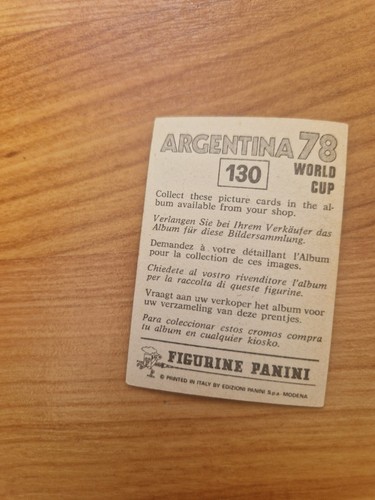 ARGENTINA 78
130
WORLD
CUP
Collect these picture cards in the al-
bum available from your shop.
Verlangen Sie bei Ihrem Verkäufer das
Album für diese Bildersammlung.
Demandez à votre détaillant l'Album
pour la collection de ces images.
Chiedete al vostro rivenditore l'album
per la raccolta di queste figurine.
Vraagt aan uw verkoper het album voor
uw verzameling van deze prentjes.
Para coleccionar estos cromos compra
tu album en cualquier kiosko.
FIGURINE PANINI
© PRINTED IN ITALY BY EDIZIONI PANINI S.p.a. MODENA